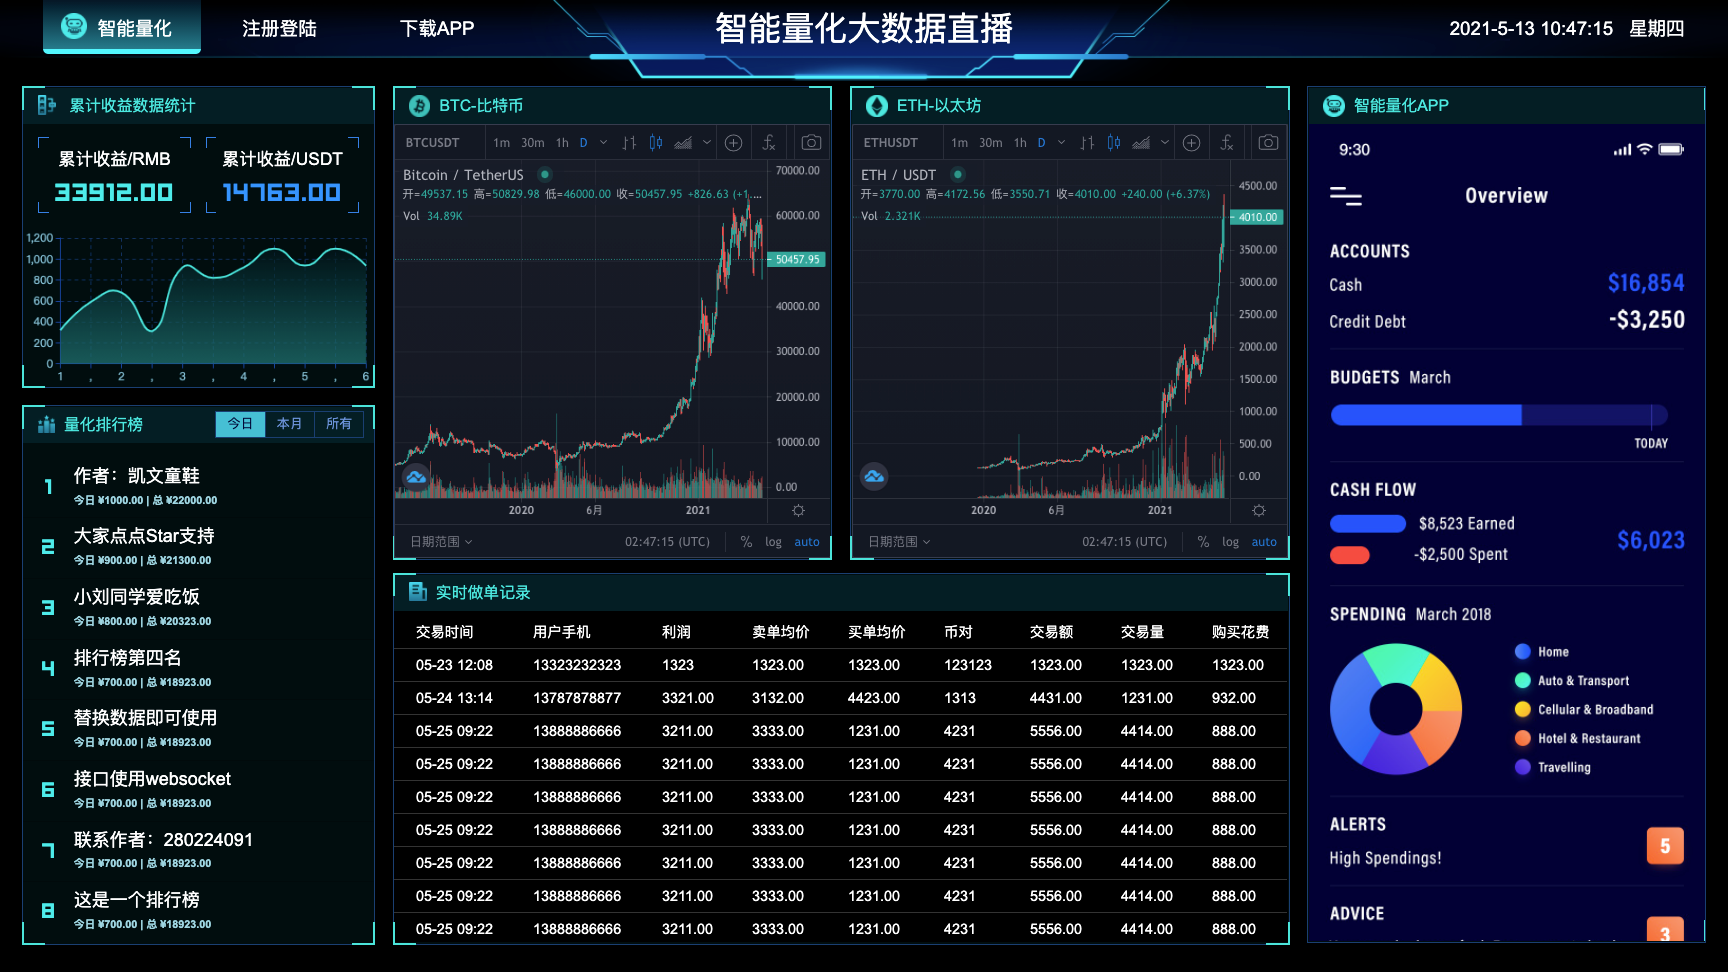 智能量化 注册登陆 下载APP 智能量化大数据直播 2021-5-13 10:47:15 星期四
累计收益数据统计
累计收益/RMB 累计收益/USDT
33912.00 14763.00
1,200
1,000
800
600
400
200
0
1 , 2 , 3 , 4 , 5 , 6
量化排行榜 今日 本月 所有
1 作者：凯文童鞋
今日 ¥1000.00 | 总 ¥22000.00
2 大家点点Star支持
今日 ¥900.00 | 总 ¥21300.00
3 小刘同学爱吃饭
今日 ¥800.00 | 总 ¥20323.00
4 排行榜第四名
今日 ¥700.00 | 总 ¥18923.00
5 替换数据即可使用
今日 ¥700.00 | 总 ¥18923.00
6 接口使用websocket
今日 ¥700.00 | 总 ¥18923.00
7 联系作者：280224091
今日 ¥700.00 | 总 ¥18923.00
8 这是一个排行榜
今日 ¥700.00 | 总 ¥18923.00
BTC-比特币
BTCUSDT 1m 30m 1h D
Bitcoin / TetherUS
开=49537.15 高=50829.98 低=46000.00 收=50457.95 +826.63 (+1...
Vol 34.89K
70000.00
60000.00
50457.95
40000.00
30000.00
20000.00
10000.00
0.00
2020 6月 2021
日期范围 02:47:15 (UTC) % log auto
ETH-以太坊
ETHUSDT 1m 30m 1h D
ETH / USDT
开=3770.00 高=4172.56 低=3550.71 收=4010.00 +240.00 (+6.37%)
Vol 2.321K
4500.00
4010.00
3500.00
3000.00
2500.00
2000.00
1500.00
1000.00
500.00
0.00
2020 6月 2021
日期范围 02:47:15 (UTC) % log auto
实时做单记录
交易时间 用户手机 利润 卖单均价 买单均价 币对 交易额 交易量 购买花费
05-23 12:08 13323232323 1323 1323.00 1323.00 123123 1323.00 1323.00 1323.00
05-24 13:14 13787878877 3321.00 3132.00 4423.00 1313 4431.00 1231.00 932.00
05-25 09:22 13888886666 3211.00 3333.00 1231.00 4231 5556.00 4414.00 888.00
05-25 09:22 13888886666 3211.00 3333.00 1231.00 4231 5556.00 4414.00 888.00
05-25 09:22 13888886666 3211.00 3333.00 1231.00 4231 5556.00 4414.00 888.00
05-25 09:22 13888886666 3211.00 3333.00 1231.00 4231 5556.00 4414.00 888.00
05-25 09:22 13888886666 3211.00 3333.00 1231.00 4231 5556.00 4414.00 888.00
05-25 09:22 13888886666 3211.00 3333.00 1231.00 4231 5556.00 4414.00 888.00
05-25 09:22 13888886666 3211.00 3333.00 1231.00 4231 5556.00 4414.00 888.00
智能量化APP
9:30
Overview
ACCOUNTS
Cash $16,854
Credit Debt -$3,250
BUDGETS March
TODAY
CASH FLOW
$8,523 Earned
-$2,500 Spent
$6,023
SPENDING March 2018
Home
Auto & Transport
Cellular & Broadband
Hotel & Restaurant
Travelling
ALERTS
High Spendings!
5
ADVICE
3